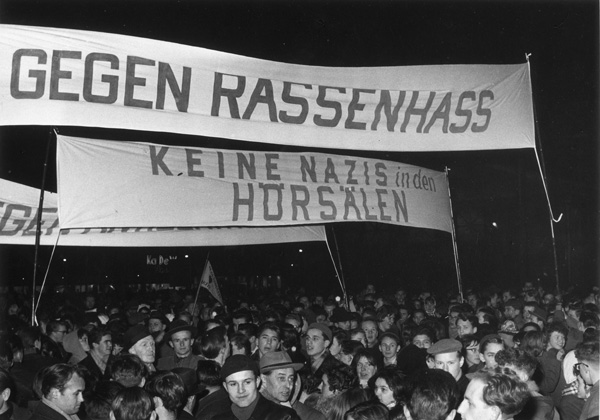 GEGEN RASSENHASS
KEINE NAZIS in den
HÖRSÄLEN